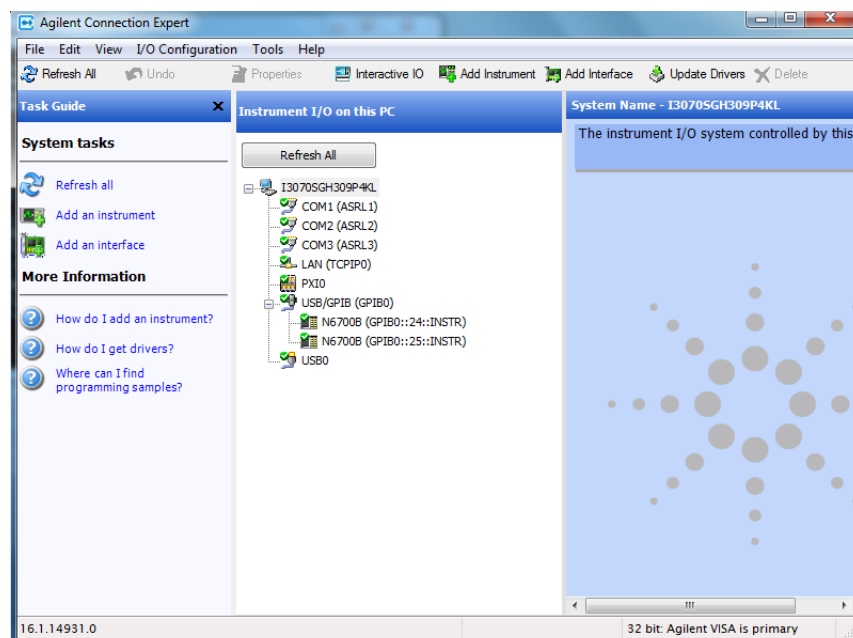 Agilent Connection Expert
File Edit View I/O Configuration Tools Help
Refresh All Undo Properties Interactive IO Add Instrument Add Interface Update Drivers Delete
Task Guide
System tasks
Refresh all
Add an instrument
Add an interface
More Information
How do I add an instrument?
How do I get drivers?
Where can I find
programming samples?
Instrument I/O on this PC
Refresh All
I3070SGH309P4KL
COM1 (ASRL1)
COM2 (ASRL2)
COM3 (ASRL3)
LAN (TCPIP0)
PXI0
USB/GPIB (GPIB0)
N6700B (GPIB0::24::INSTR)
N6700B (GPIB0::25::INSTR)
USB0
System Name - I3070SGH309P4KL
The instrument I/O system controlled by this
16.1.14931.0
32 bit: Agilent VISA is primary